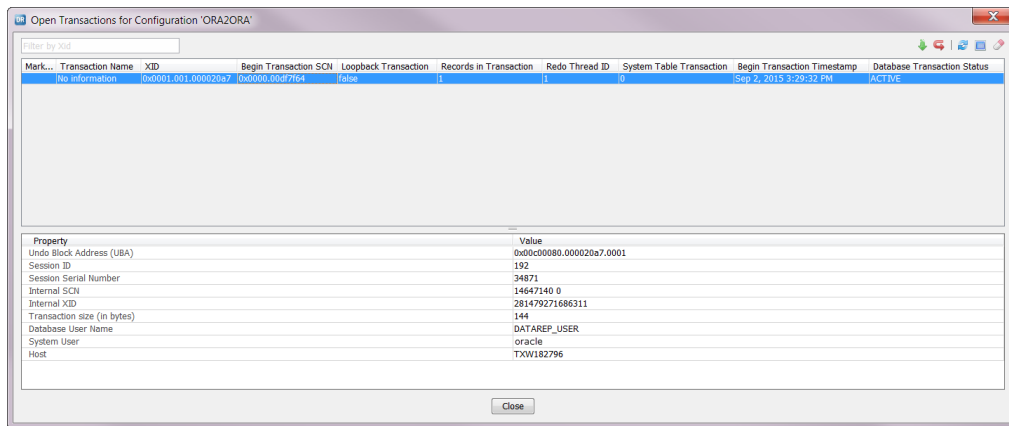 DR Open Transactions for Configuration 'ORA2ORA'
Filter by Xid
Mark... Transaction Name XID Begin Transaction SCN Loopback Transaction Records in Transaction Redo Thread ID System Table Transaction Begin Transaction Timestamp Database Transaction Status
No information 0x0001.001.000020a7 0x0000.00df7f64 false 1 1 0 Sep 2, 2015 3:29:32 PM ACTIVE
Property Value
Undo Block Address (UBA) 0x00c00080.000020a7.0001
Session ID 192
Session Serial Number 34871
Internal SCN 14647140 0
Internal XID 281479271686311
Transaction size (in bytes) 144
Database User Name DATAREP_USER
System User oracle
Host TXW182796
Close